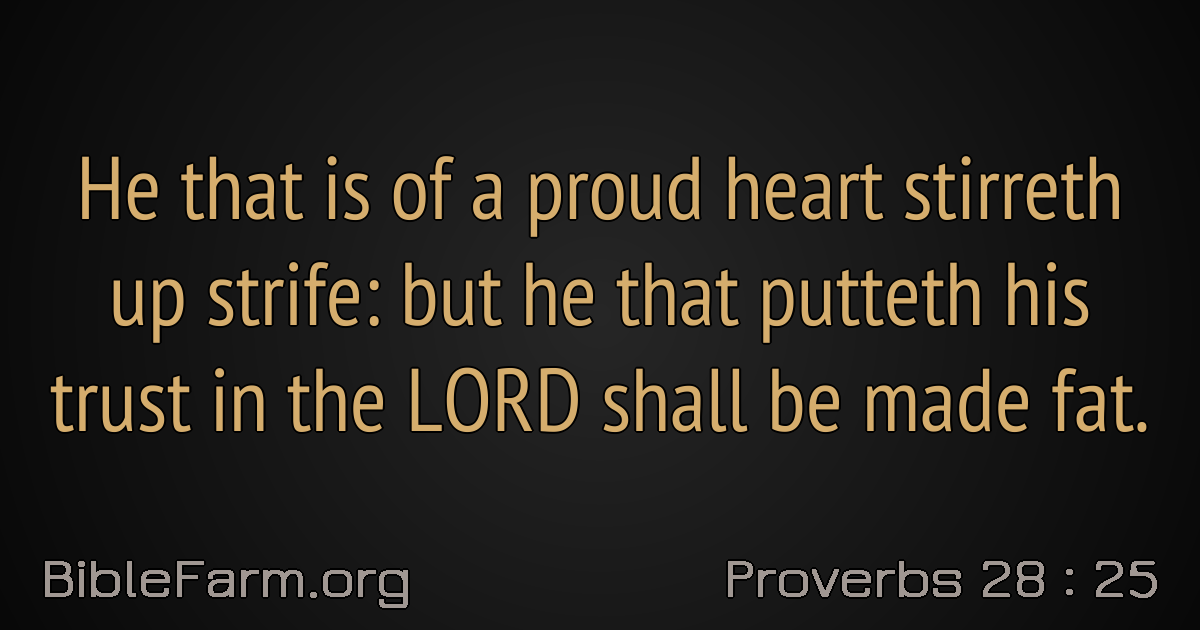 He that is of a proud heart stirreth
up strife: but he that putteth his
trust in the LORD shall be made fat.
BibleFarm.org
Proverbs 28 : 25